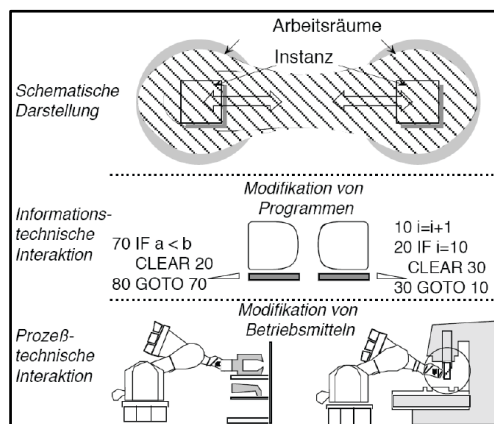 Arbeitsräume
Instanz
Schematische
Darstellung
Modifikation von
Programmen
Informations-
technische
Interaktion
70 IF a < b
CLEAR 20
80 GOTO 70
10 i=i+1
20 IF i=10
CLEAR 30
30 GOTO 10
Modifikation von
Betriebsmitteln
Prozeß-
technische
Interaktion